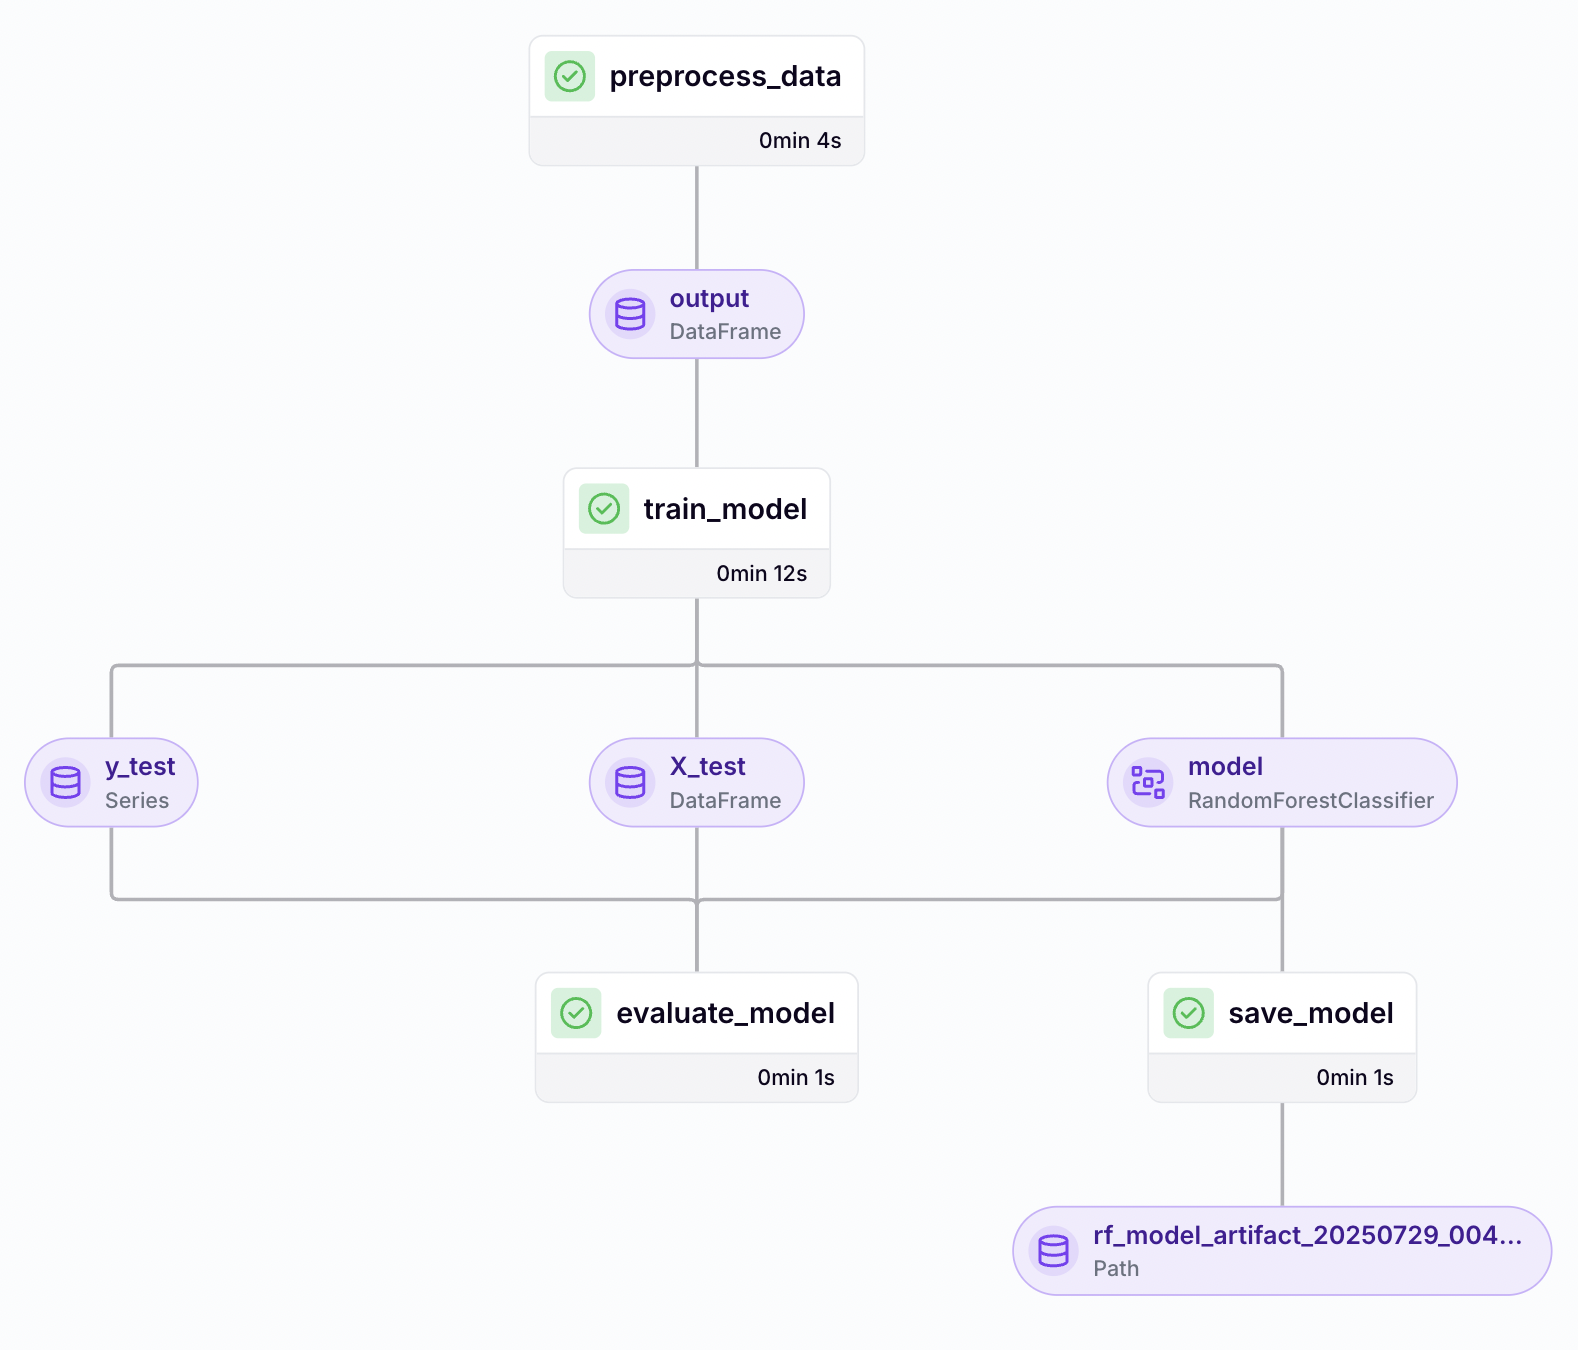 preprocess_data
0min 4s
output
DataFrame
train_model
0min 12s
y_test
Series
X_test
DataFrame
model
RandomForestClassifier
evaluate_model
0min 1s
save_model
0min 1s
rf_model_artifact_20250729_004...
Path